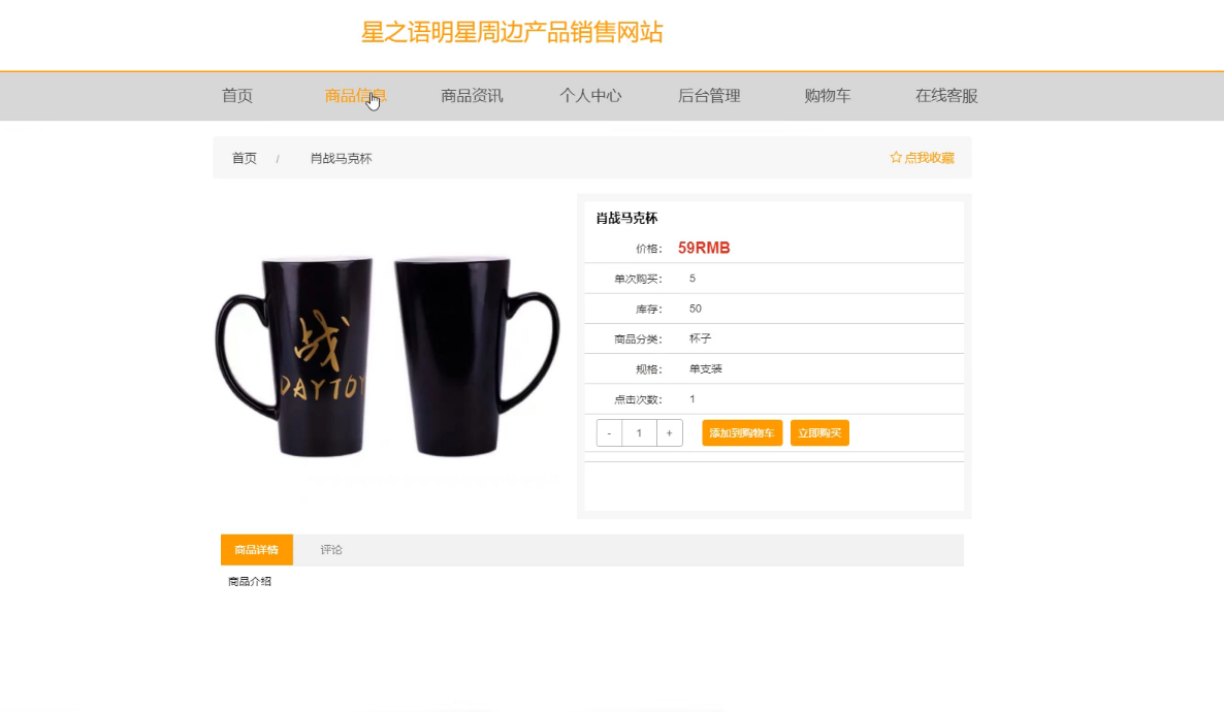 星之语明星周边产品销售网站
首页 商品信息 商品资讯 个人中心 后台管理 购物车 在线客服
首页 / 肖战马克杯 ☆点我收藏
肖战马克杯
价格: 59RMB
单次购买: 5
库存: 50
商品分类: 杯子
规格: 单支装
点击次数: 1
- 1 + 添加到购物车 立即购买
战
DAYTOY
商品详情 评论
商品介绍